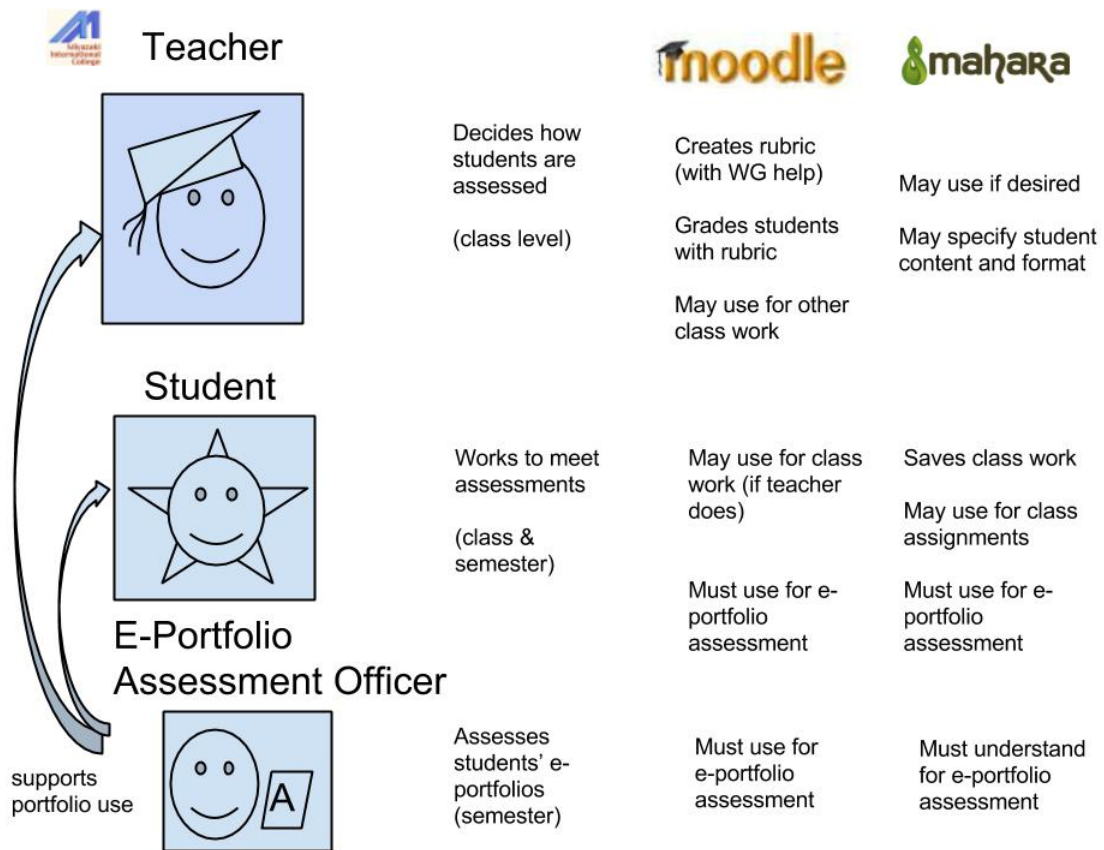 Miyazaki
International
College
Teacher
moodle
mahara
Decides how
students are
assessed
(class level)
Creates rubric
(with WG help)
Grades students
with rubric
May use for other
class work
May use if desired
May specify student
content and format
Student
Works to meet
assessments
(class &
semester)
May use for class
work (if teacher
does)
Must use for e-
portfolio
assessment
Saves class work
May use for class
assignments
Must use for e-
portfolio
assessment
E-Portfolio
Assessment Officer
supports
portfolio use
A
Assesses
students’ e-
portfolios
(semester)
Must use for
e-portfolio
assessment
Must understand
for e-portfolio
assessment